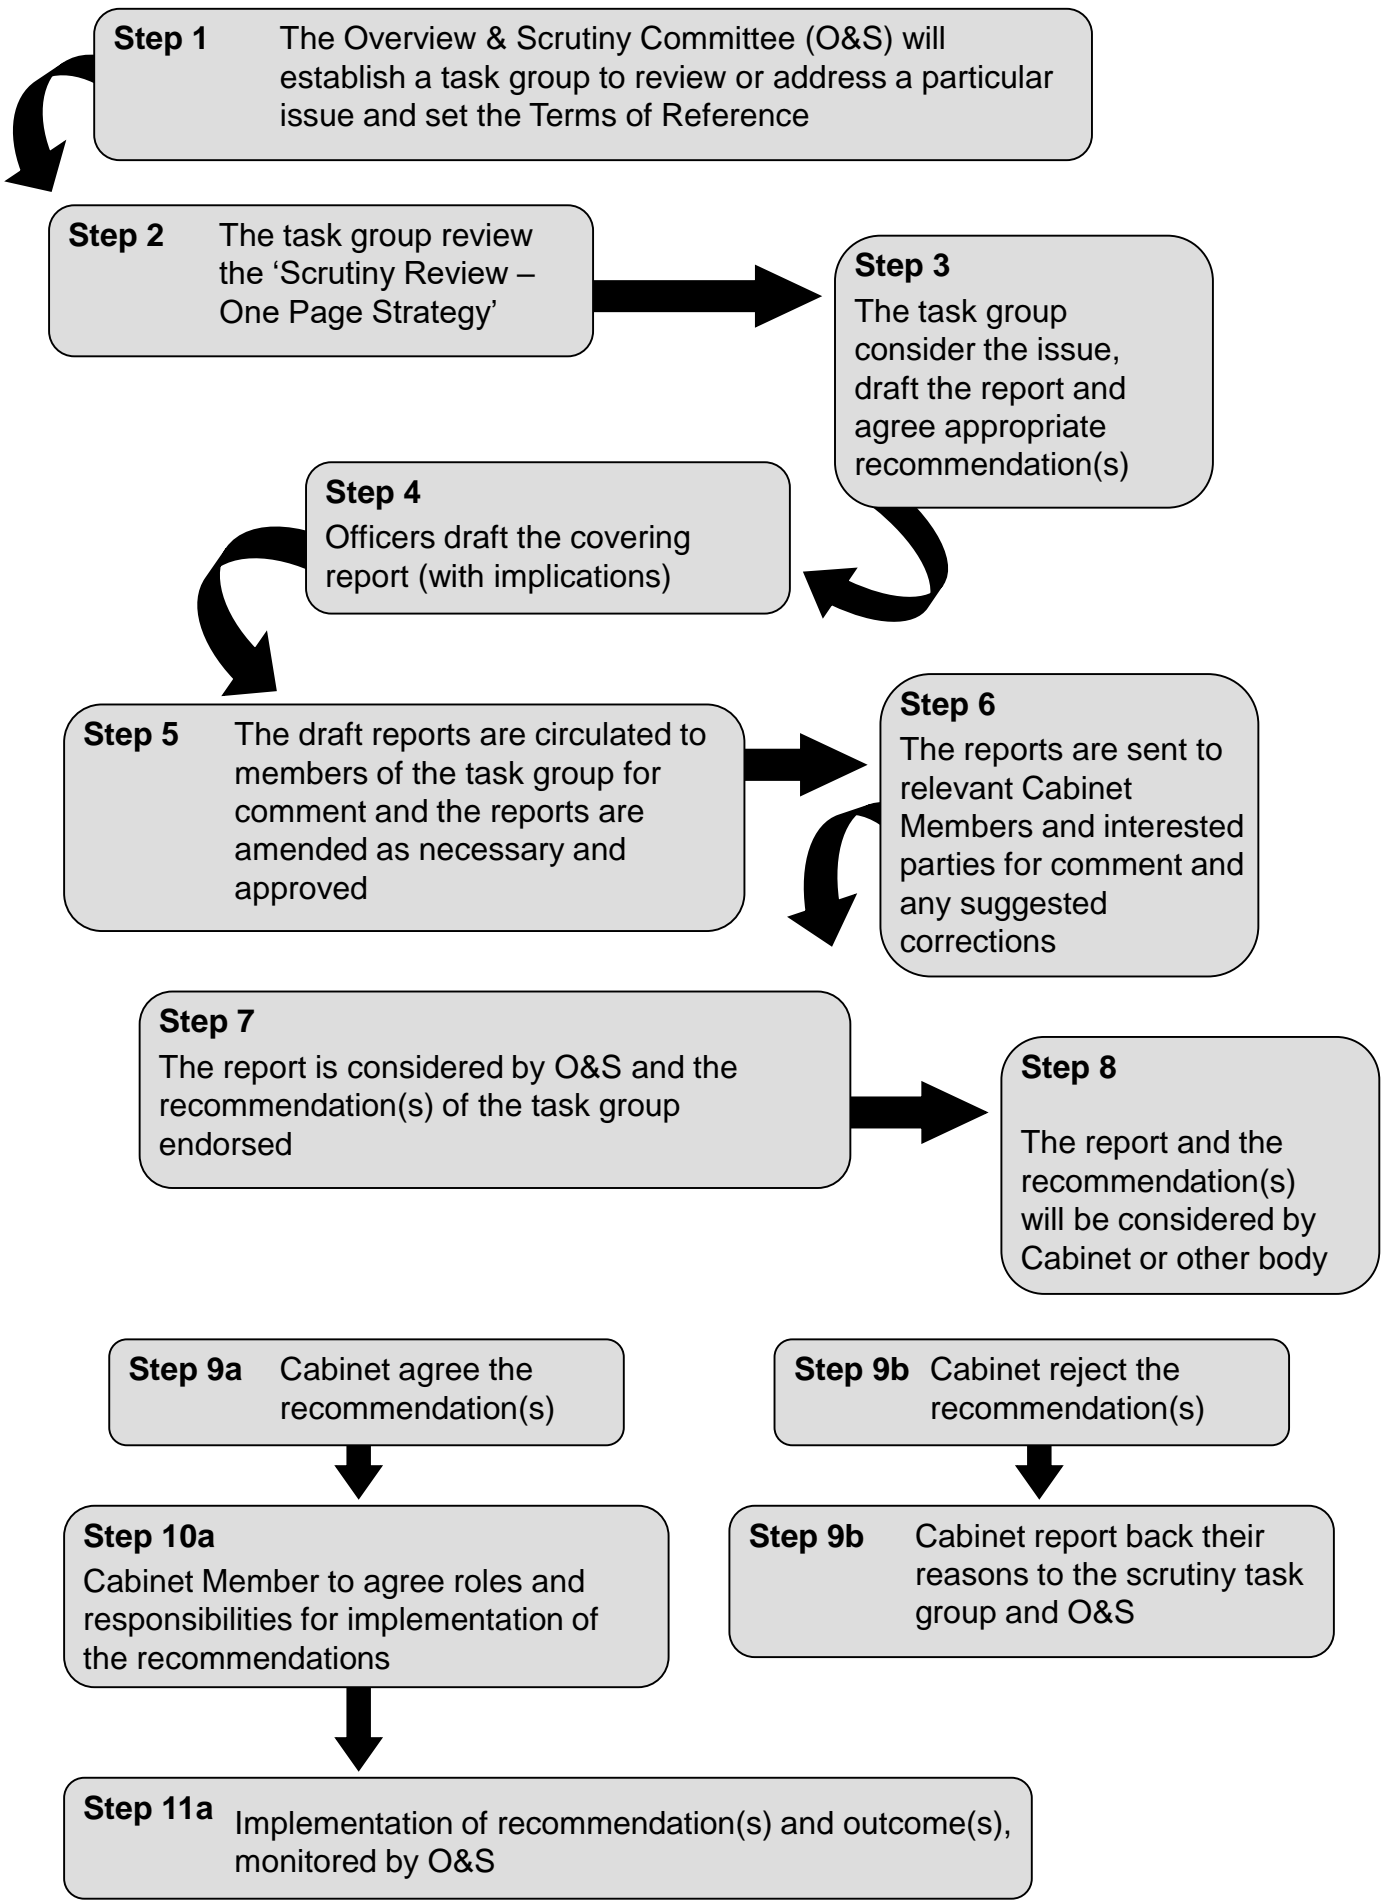 Step 1 The Overview & Scrutiny Committee (O&S) will
establish a task group to review or address a particular
issue and set the Terms of Reference
Step 2 The task group review
the ‘Scrutiny Review –
One Page Strategy’
Step 3
The task group
consider the issue,
draft the report and
agree appropriate
recommendation(s)
Step 4
Officers draft the covering
report (with implications)
Step 5 The draft reports are circulated to
members of the task group for
comment and the reports are
amended as necessary and
approved
Step 6
The reports are sent to
relevant Cabinet
Members and interested
parties for comment and
any suggested
corrections
Step 7
The report is considered by O&S and the
recommendation(s) of the task group
endorsed
Step 8
The report and the
recommendation(s)
will be considered by
Cabinet or other body
Step 9a Cabinet agree the
recommendation(s)
Step 9b Cabinet reject the
recommendation(s)
Step 10a
Cabinet Member to agree roles and
responsibilities for implementation of
the recommendations
Step 9b Cabinet report back their
reasons to the scrutiny task
group and O&S
Step 11a Implementation of recommendation(s) and outcome(s),
monitored by O&S